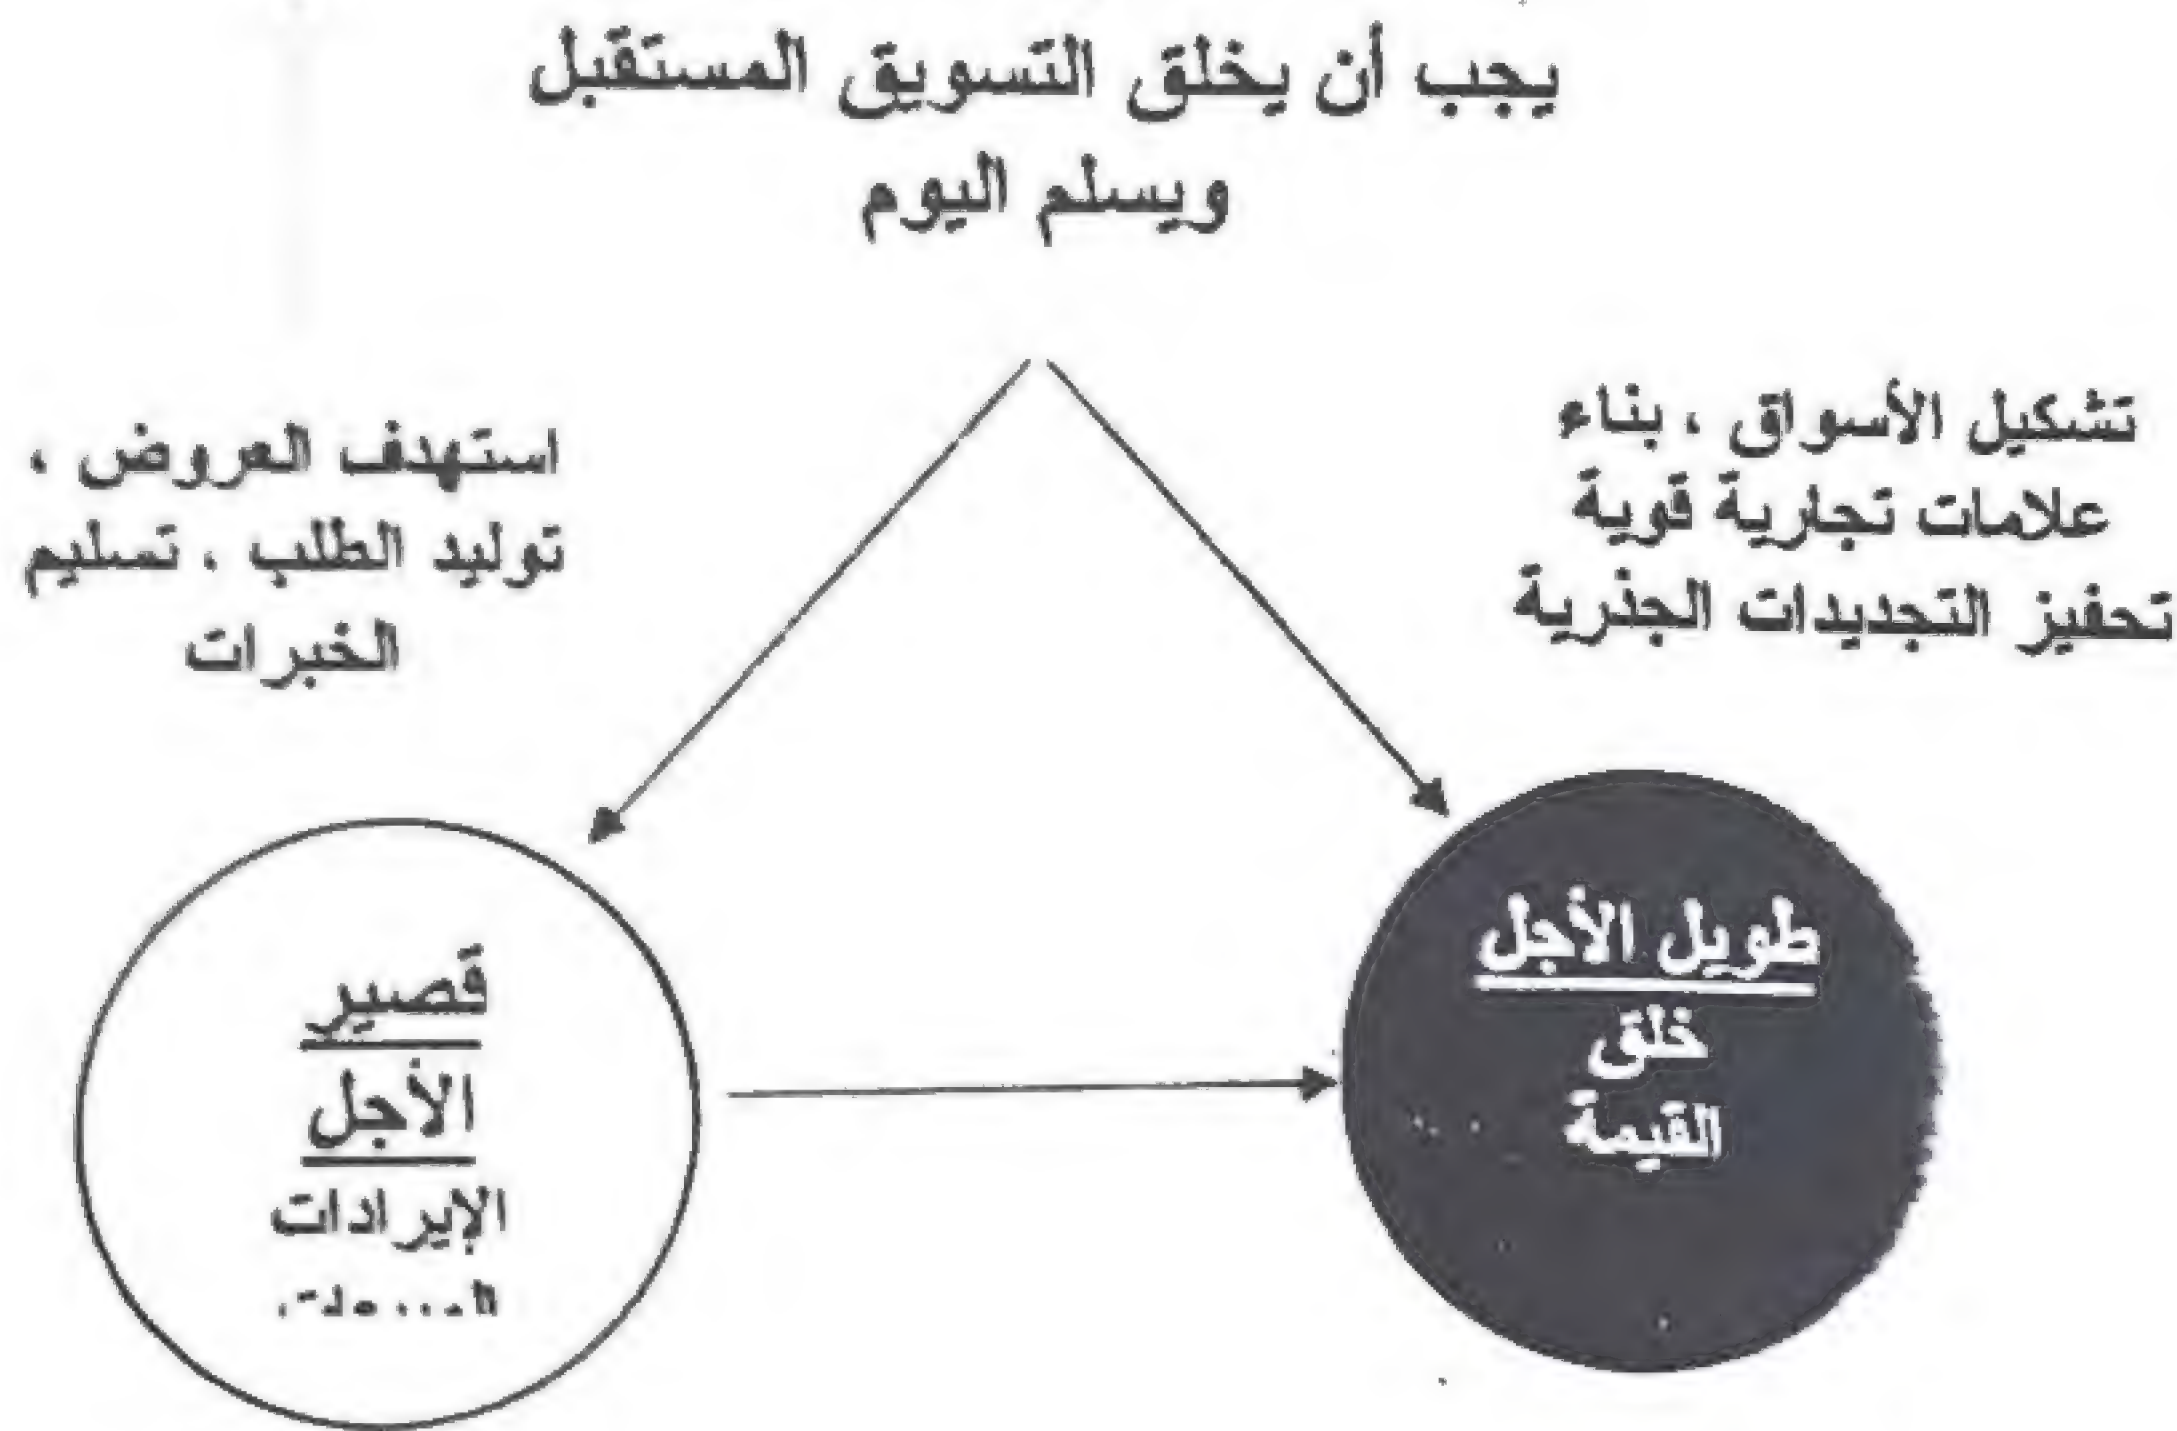 يجب أن يخلق التسويق المستقبل
ويسلم اليوم
تشكيل الأسواق ، بناء
علامات تجارية قوية
تحفيز التجديدات الجذرية
استهدف العروض ،
توليد الطلب ، تسليم
الخبرات
طويل الأجل
خلق
القيمة
قصير
الأجل
الإيرادات